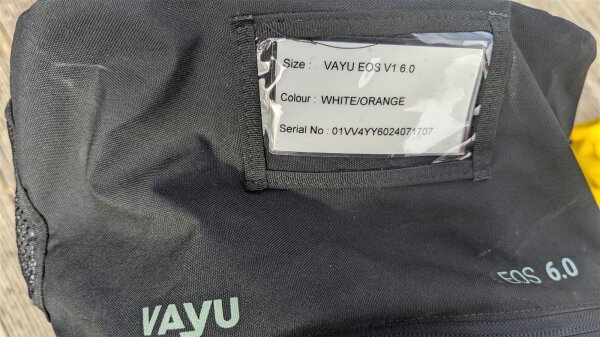 Size : VAYU EOS V1 6.0
Colour : WHITE/ORANGE
Serial No : 01VV4YY6024071707
VAYU
EOS 6.0